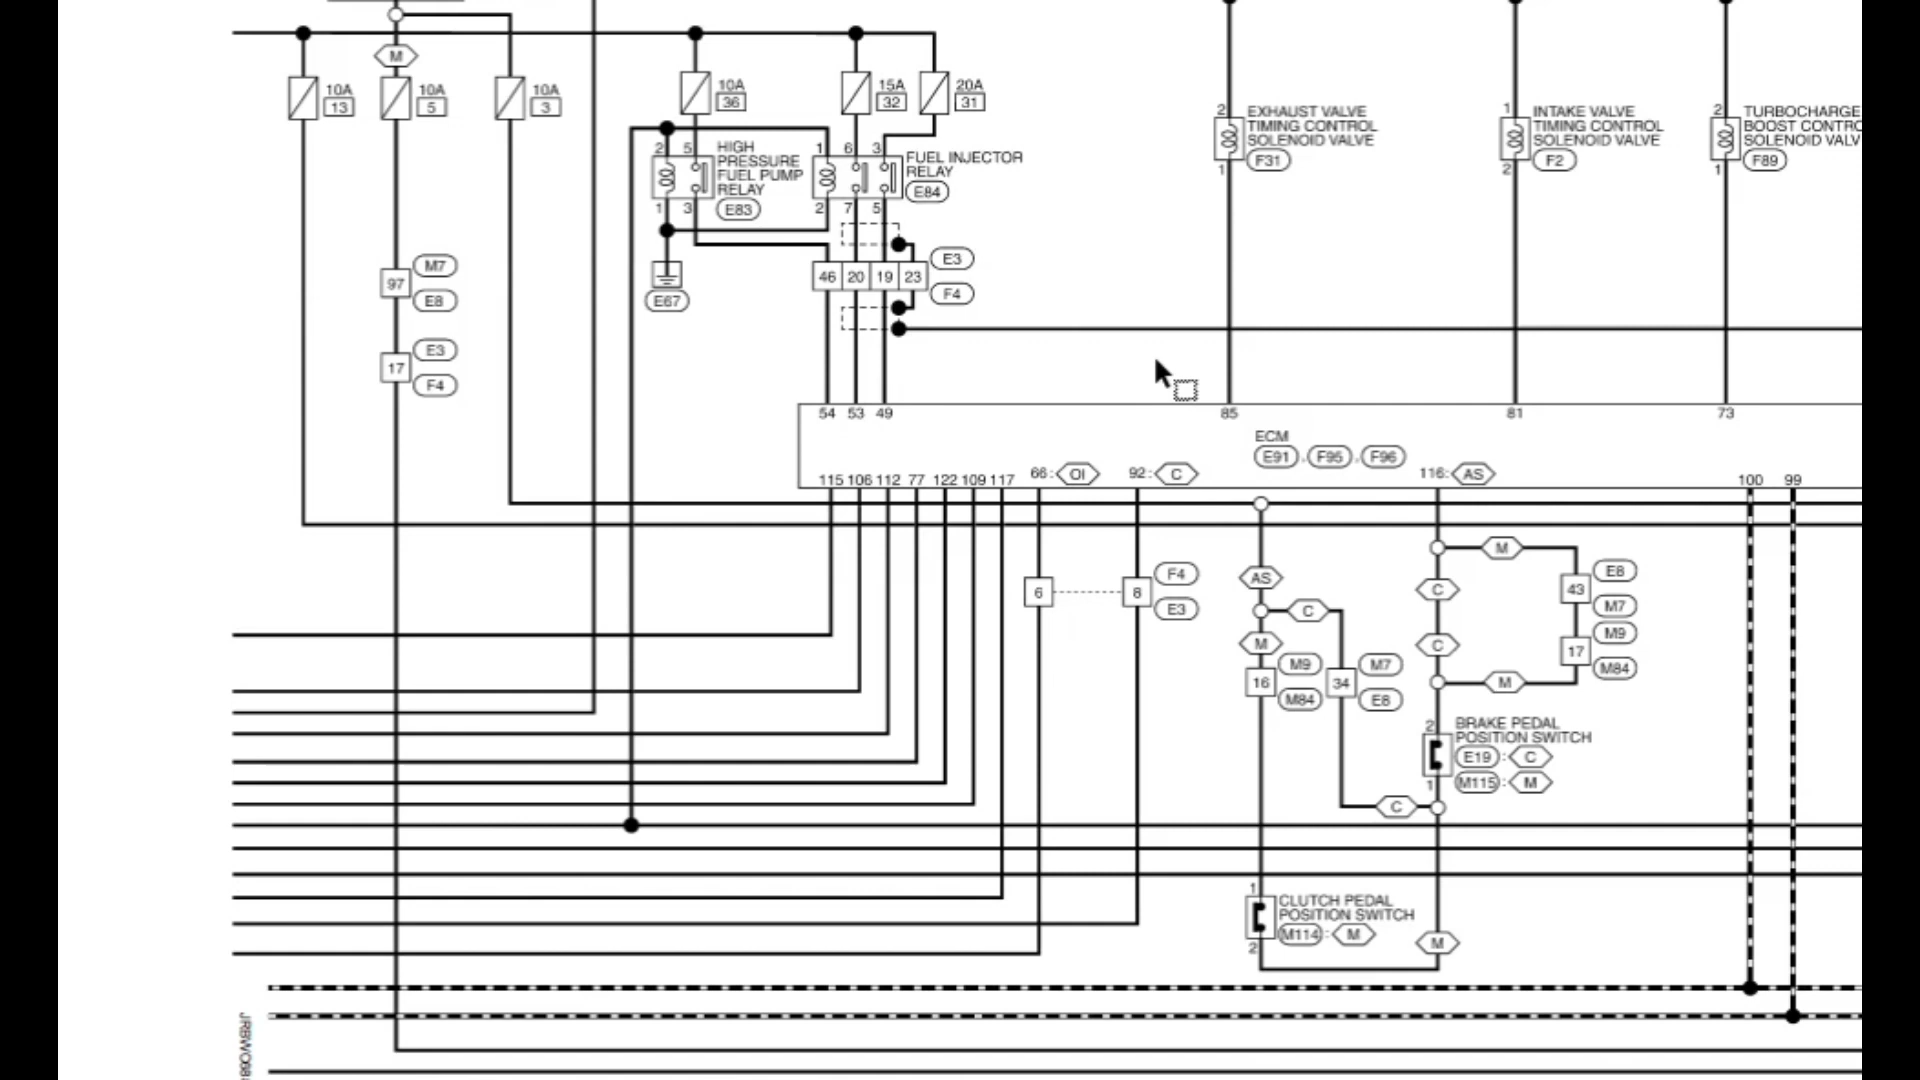 M
10A
13
10A
5
10A
3
10A
36
15A
32
20A
31
2
5
HIGH
PRESSURE
FUEL PUMP
RELAY
E83
1
3
1
6
3
FUEL INJECTOR
RELAY
E84
2
7
5
2
EXHAUST VALVE
TIMING CONTROL
SOLENOID VALVE
F31
1
1
INTAKE VALVE
TIMING CONTROL
SOLENOID VALVE
F2
2
2
TURBOCHARGE
BOOST CONTRO
SOLENOID VALV
F89
1
M7
97
E8
E3
17
F4
E67
46
20
19
23
E3
F4
54
53
49
85
81
73
ECM
E91 , F95 , F96
115 106 112 77 122 109 117
66: OI
92: C
116: AS
100
99
6
8
F4
E3
AS
C
M
M9
16
M84
M7
34
E8
M
C
C
M
E8
43
M7
M9
17
M84
2
BRAKE PEDAL
POSITION SWITCH
E19 : C
M115 : M
1
C
1
CLUTCH PEDAL
POSITION SWITCH
M114 : M
2
M